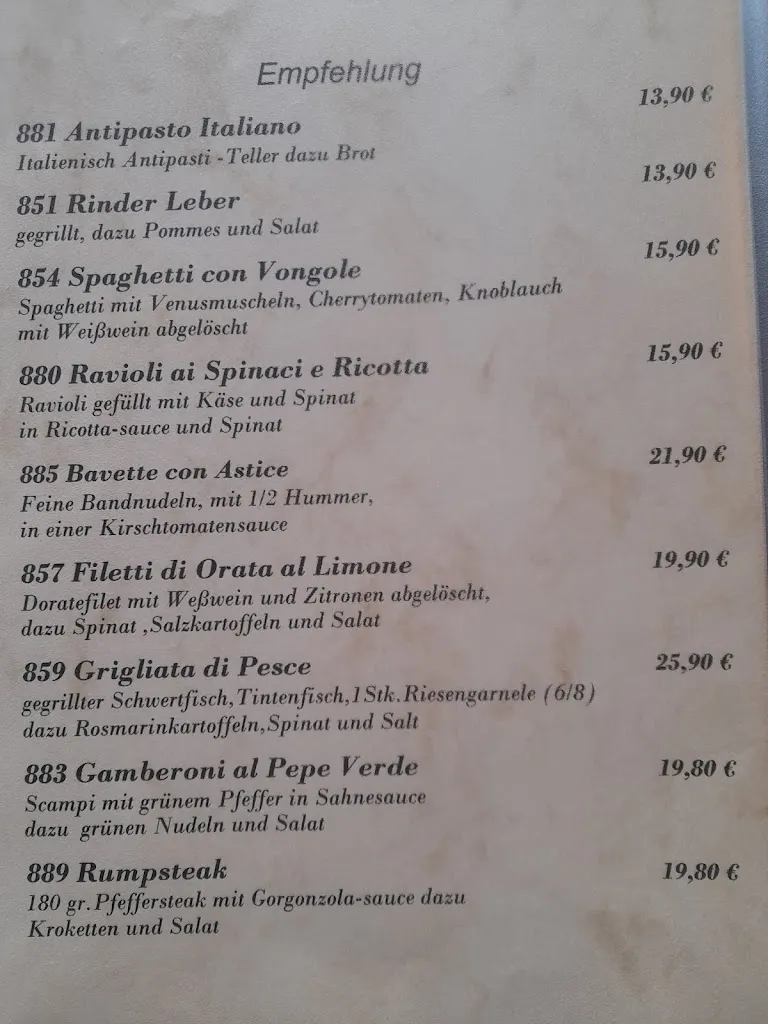 Empfehlung
881 Antipasto Italiano 13,90 €
Italienisch Antipasti - Teller dazu Brot
851 Rinder Leber 13,90 €
gegrillt, dazu Pommes und Salat
854 Spaghetti con Vongole 15,90 €
Spaghetti mit Venusmuscheln, Cherrytomaten, Knoblauch
mit Weißwein abgelöscht
880 Ravioli ai Spinaci e Ricotta 15,90 €
Ravioli gefüllt mit Käse und Spinat
in Ricotta-sauce und Spinat
885 Bavette con Astice 21,90 €
Feine Bandnudeln, mit 1/2 Hummer,
in einer Kirschtomatensauce
857 Filetti di Orata al Limone 19,90 €
Doratefilet mit Weßwein und Zitronen abgelöscht,
dazu Spinat ,Salzkartoffeln und Salat
859 Grigliata di Pesce 25,90 €
gegrillter Schwertfisch,Tintenfisch,1Stk.Riesengarnele (6/8)
dazu Rosmarinkartoffeln,Spinat und Salt
883 Gamberoni al Pepe Verde 19,80 €
Scampi mit grünem Pfeffer in Sahnesauce
dazu grünen Nudeln und Salat
889 Rumpsteak 19,80 €
180 gr.Pfeffersteak mit Gorgonzola-sauce dazu
Kroketten und Salat